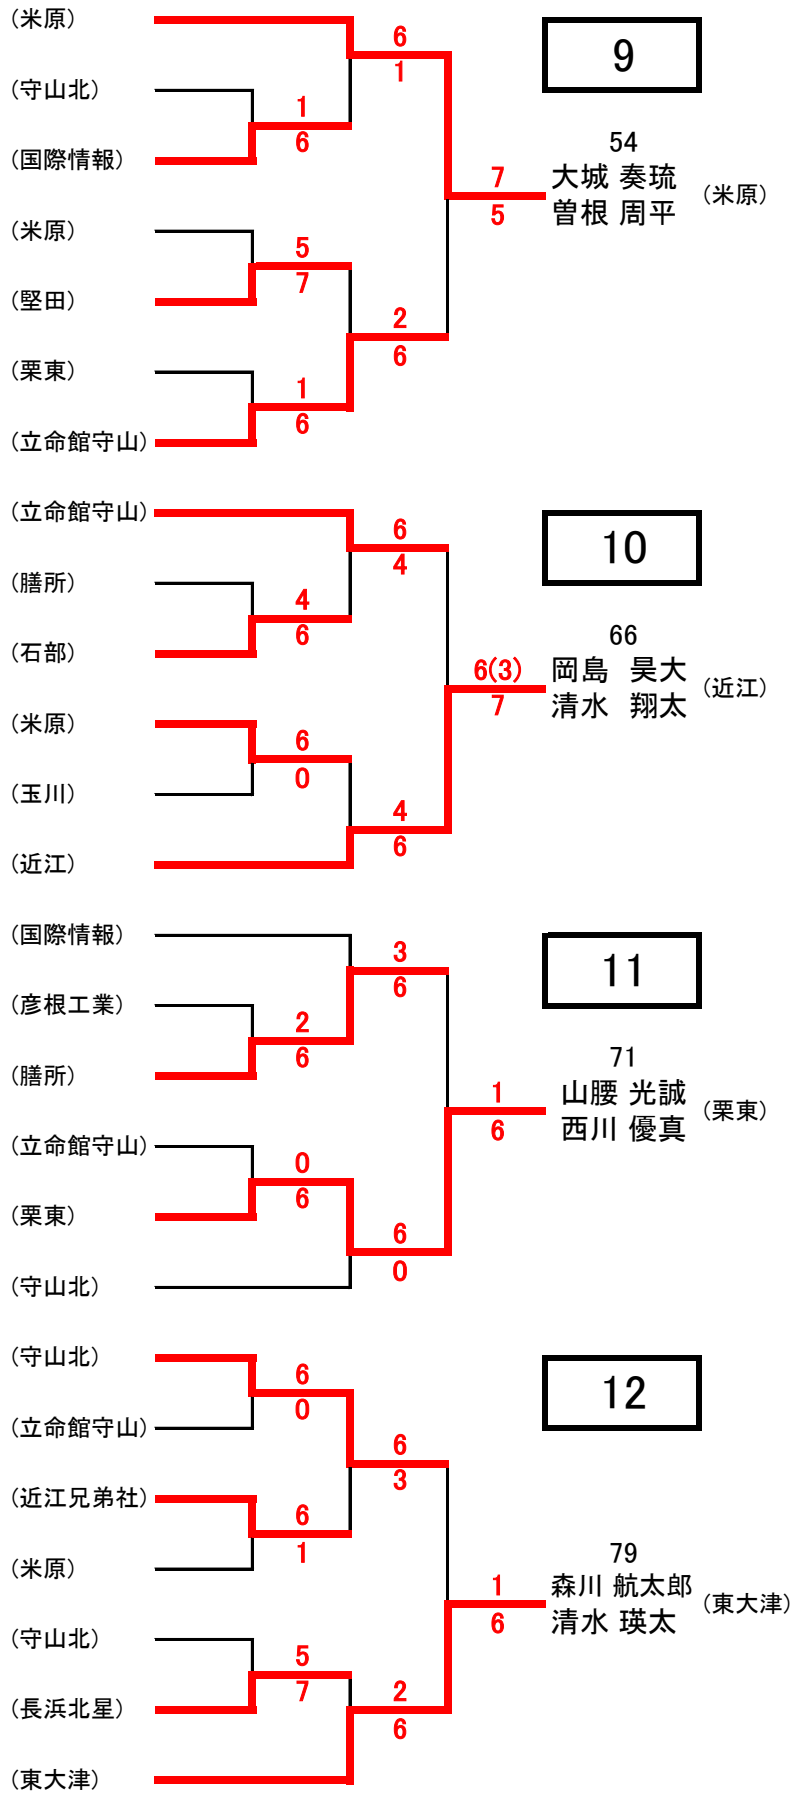 (米原)
6
9
1
(守山北)
1
6
54
(国際情報)
大城 奏琉
7
(米原)
曽根 周平
5
(米原)
5
7
(堅田)
2
6
(栗東)
1
6
(立命館守山)
(立命館守山)
6
10
4
(膳所)
4
6
66
(石部)
岡島 昊大
6(3)
(近江)
清水 翔太
7
(米原)
6
0
(玉川)
4
6
(近江)
(国際情報)
3
11
6
(彦根工業)
2
6
71
(膳所)
山腰 光誠
1
(栗東)
西川 優真
6
(立命館守山)
0
6
(栗東)
6
0
(守山北)
(守山北)
6
12
0
(立命館守山)
6
3
(近江兄弟社)
6
1
79
(米原)
森川 航太郎
1
(東大津)
清水 瑛太
6
(守山北)
5
7
(長浜北星)
2
6
(東大津)